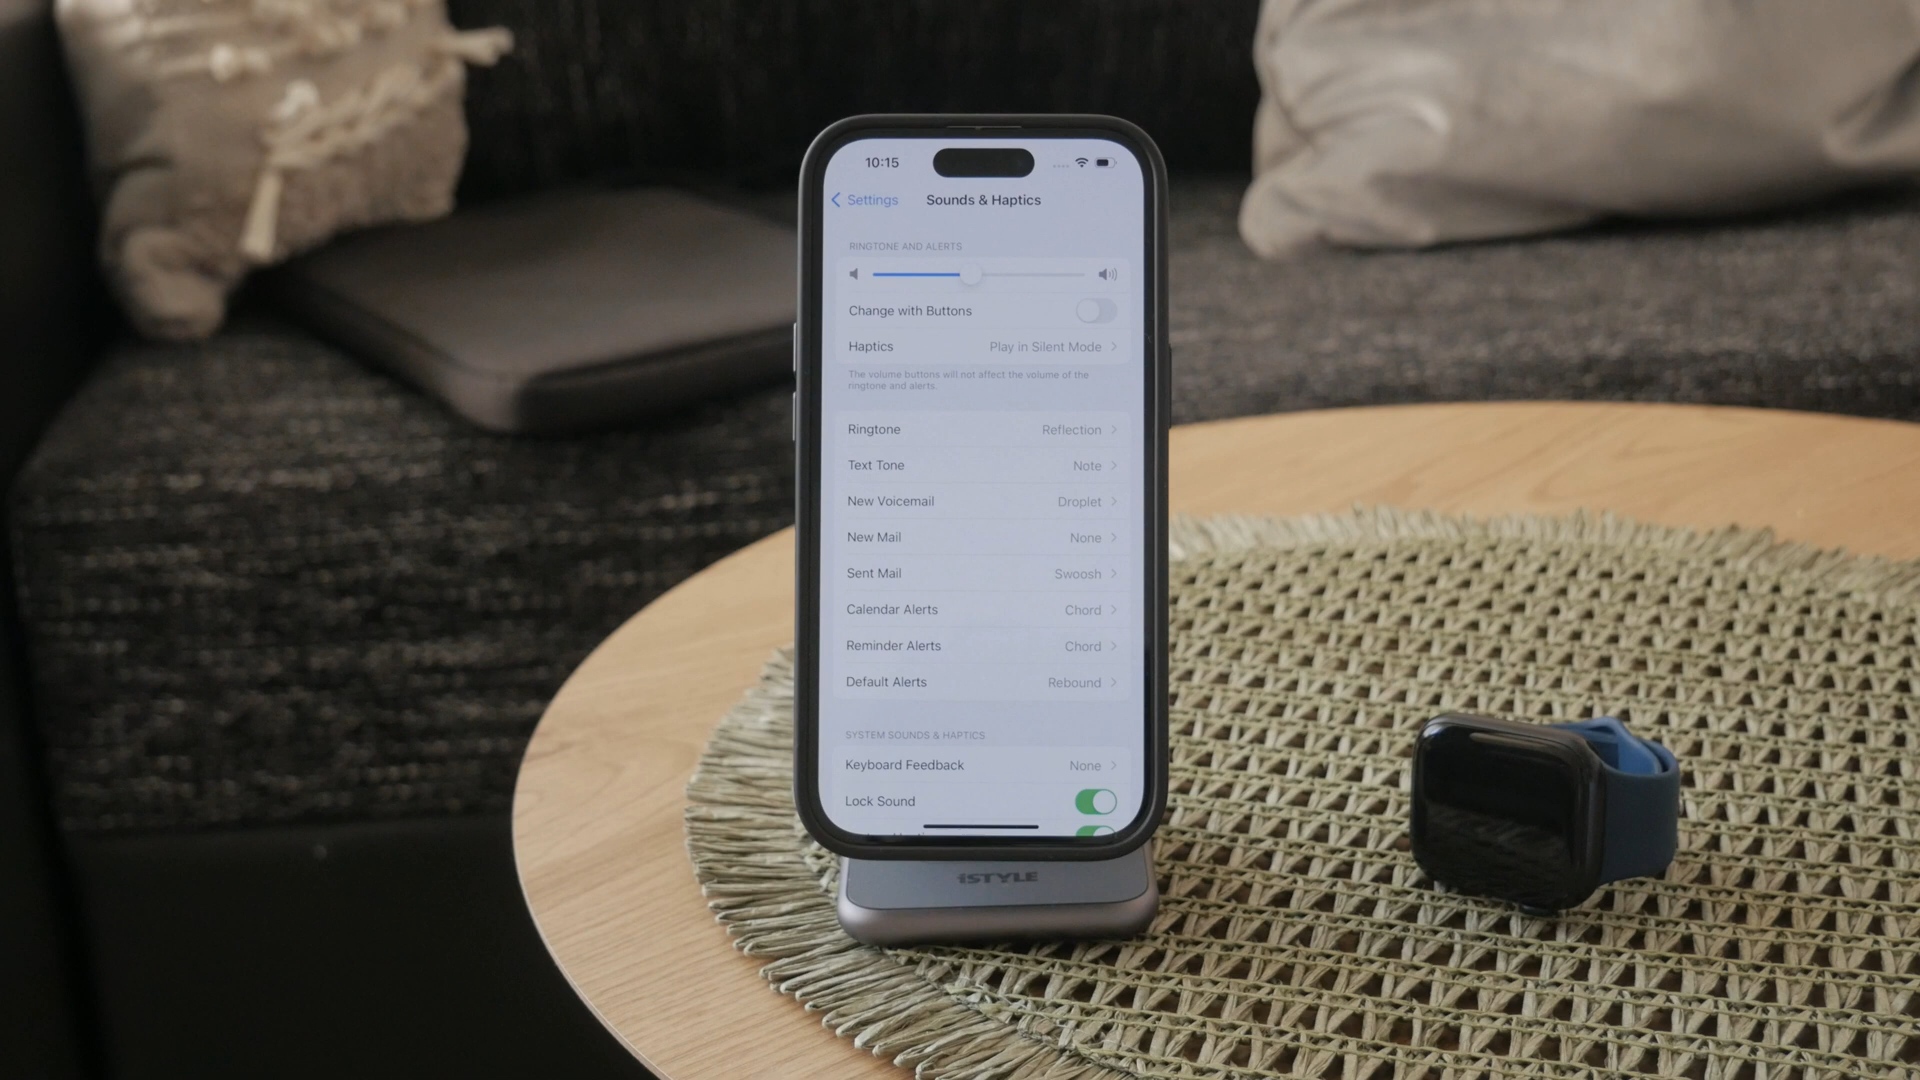 10:15
Settings
Sounds & Haptics
RINGTONE AND ALERTS
Change with Buttons
Haptics Play in Silent Mode
The volume buttons will not affect the volume of the
ringtone and alerts.
Ringtone Reflection
Text Tone Note
New Voicemail Droplet
New Mail None
Sent Mail Swoosh
Calendar Alerts Chord
Reminder Alerts Chord
Default Alerts Rebound
SYSTEM SOUNDS & HAPTICS
Keyboard Feedback None
Lock Sound
iSTYLE